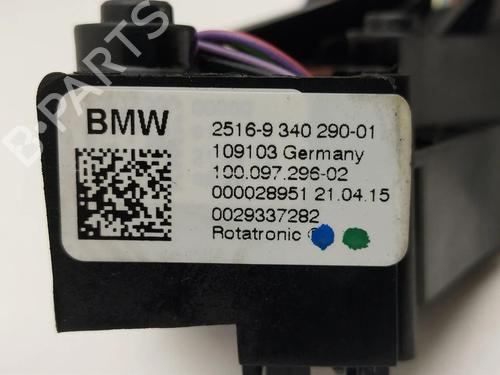 BMW
2516-9 340 290-01
109103 Germany
100.097.296-02
000028951 21.04.15
0029337282
Rotatronic
B-PARTS